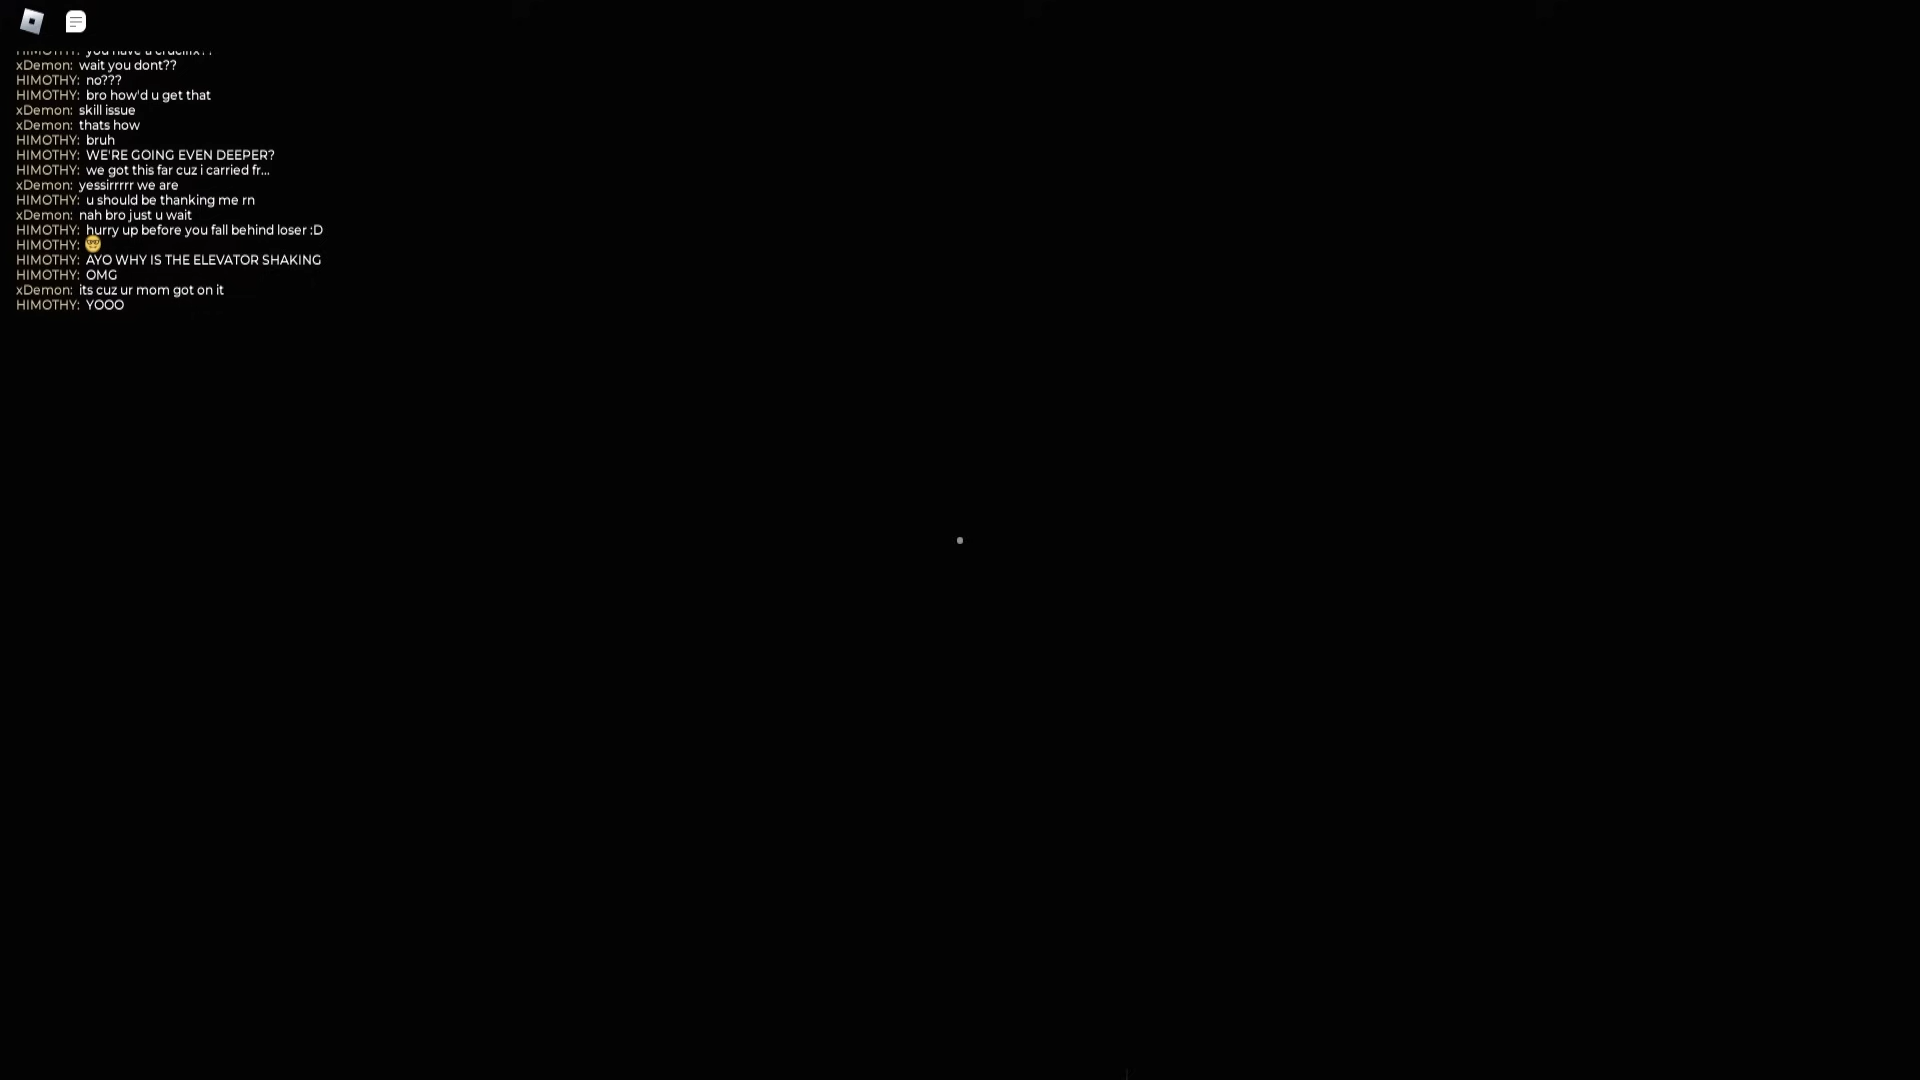 HIMOTHY: you have a crucifix??
xDemon: wait you dont??
HIMOTHY: no???
HIMOTHY: bro how'd u get that
xDemon: skill issue
xDemon: thats how
HIMOTHY: bruh
HIMOTHY: WE'RE GOING EVEN DEEPER?
HIMOTHY: we got this far cuz i carried fr...
xDemon: yessirrrrr we are
HIMOTHY: u should be thanking me rn
xDemon: nah bro just u wait
HIMOTHY: hurry up before you fall behind loser :D
HIMOTHY: 🤓
HIMOTHY: AYO WHY IS THE ELEVATOR SHAKING
HIMOTHY: OMG
xDemon: its cuz ur mom got on it
HIMOTHY: YOOO